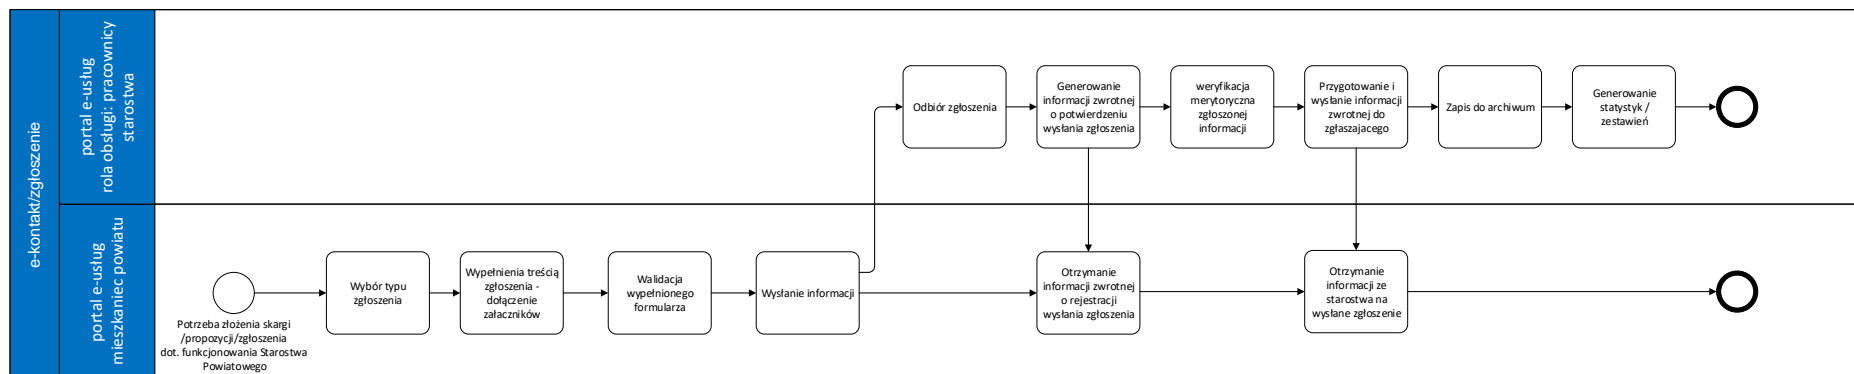 e-kontakt/zgłoszenie
portal e-usług
rola obsługi: pracownicy
starostwa
Odbiór zgłoszenia
Generowanie
informacji zwrotnej
o potwierdzeniu
wysłania zgłoszenia
weryfikacja
merytoryczna
zgłoszonej
informacji
Przygotowanie i
wysłanie informacji
zwrotnej do
zgłaszajacego
Zapis do archiwum
Generowanie
statystyk /
zestawień
portal e-usług
mieszkaniec powiatu
Potrzeba złożenia skargi
/propozycji/zgłoszenia
dot. funkcjonowania Starostwa
Powiatowego
Wybór typu
zgłoszenia
Wypełnienia treścią
zgłoszenia -
dołączenie
załaczników
Walidacja
wypełnionego
formularza
Wysłanie informacji
Otrzymanie
informacji zwrotnej
o rejestracji
wysłania zgłoszenia
Otrzymanie
informacji ze
starostwa na
wysłane zgłoszenie